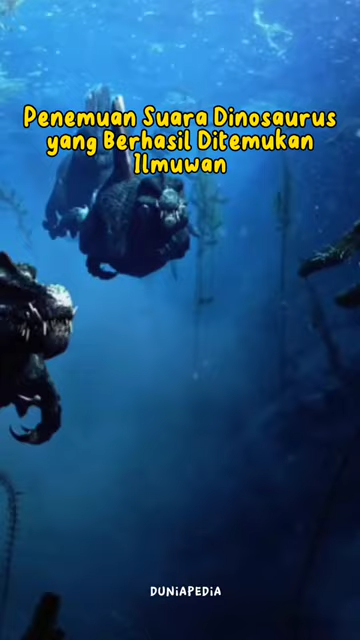 Penemuan Suara Dinosaurus
yang Berhasil Ditemukan
Ilmuwan
DUNiAPEDiA